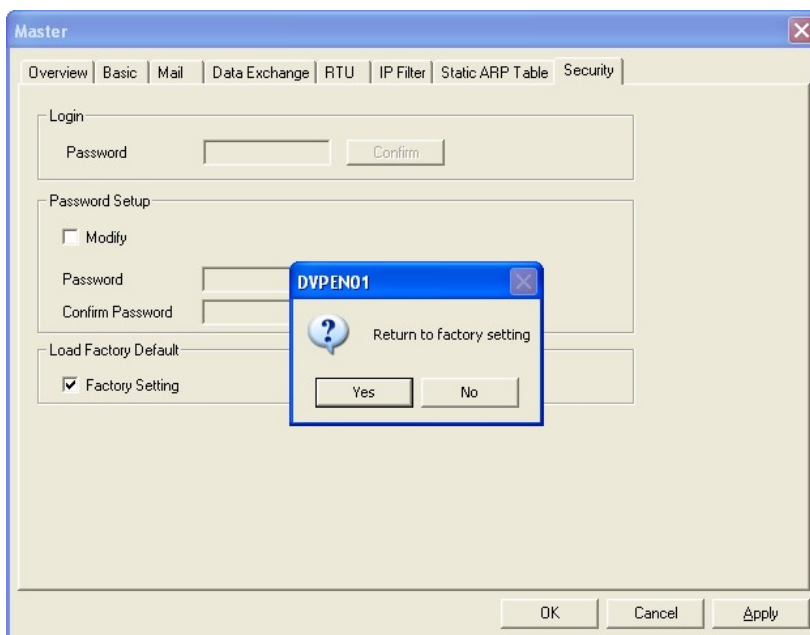 Master
Overview Basic Mail Data Exchange RTU IP Filter Static ARP Table Security
Login
Password Confirm
Password Setup
Modify
Password
Confirm Password
DVPEN01
Return to factory setting
Yes No
Load Factory Default
Factory Setting
OK Cancel Apply